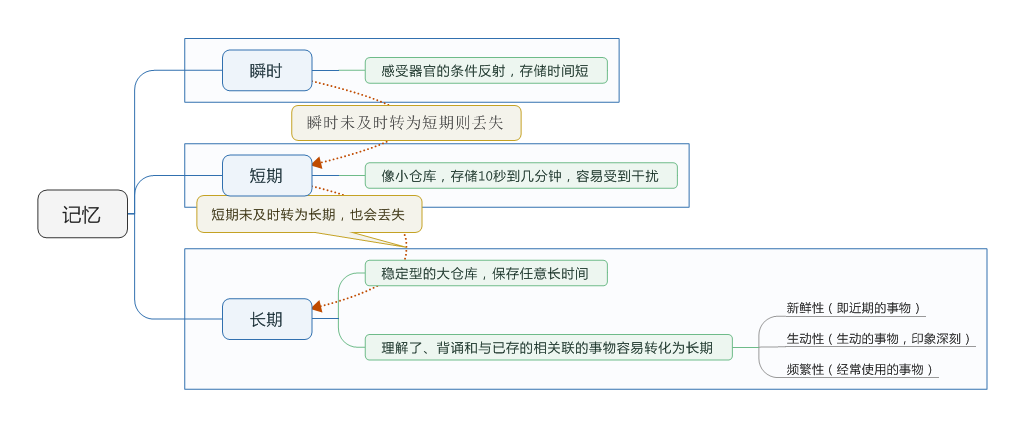 记忆
瞬时
感受器官的条件反射，存储时间短
瞬时未及时转为短期则丢失
短期
像小仓库，存储10秒到几分钟，容易受到干扰
短期未及时转为长期，也会丢失
长期
稳定型的大仓库，保存任意长时间
理解了、背诵和与已存的相关联的事物容易转化为长期
新鲜性（即近期的事物）
生动性（生动的事物，印象深刻）
频繁性（经常使用的事物）